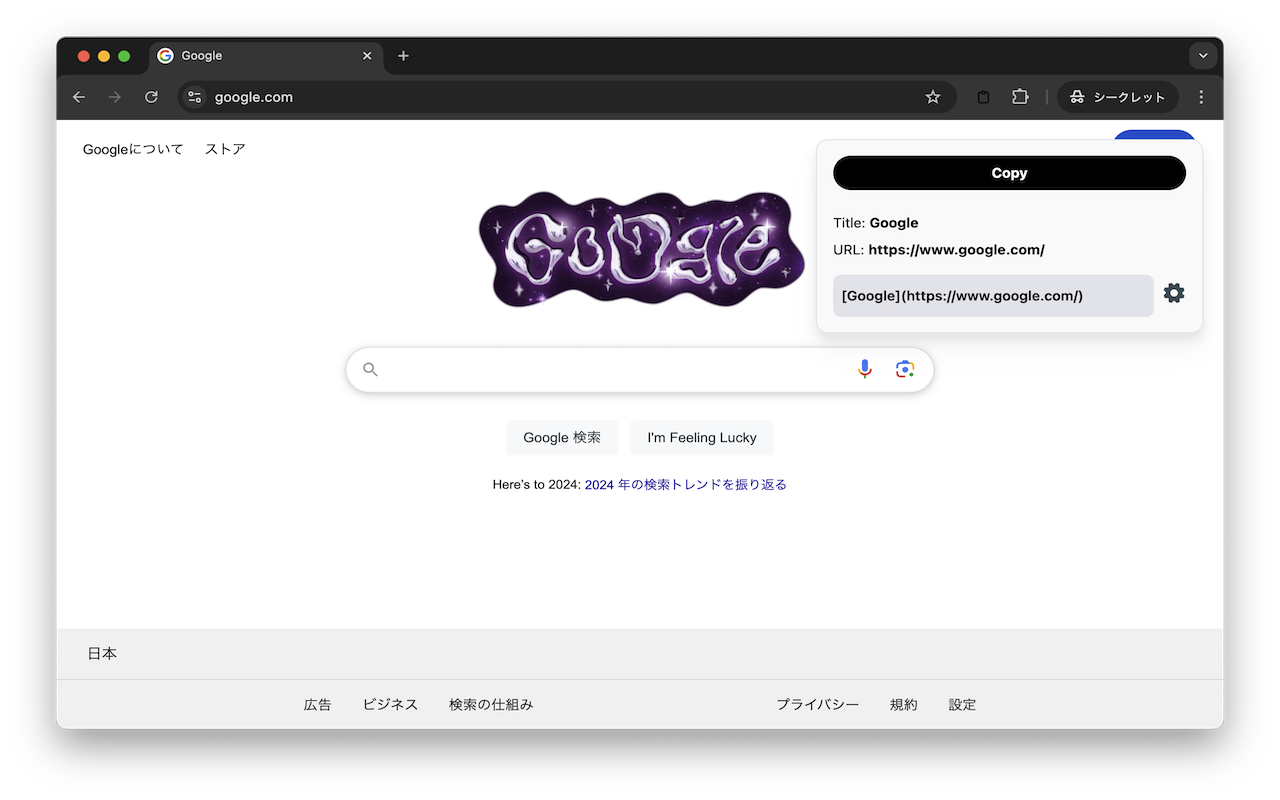 Google
google.com
シークレット
Googleについて ストア
Copy
Title: Google
URL: https://www.google.com/
[Google](https://www.google.com/)
Google
Google 検索 I'm Feeling Lucky
Here's to 2024: 2024 年の検索トレンドを振り返る
日本
広告 ビジネス 検索の仕組み プライバシー 規約 設定